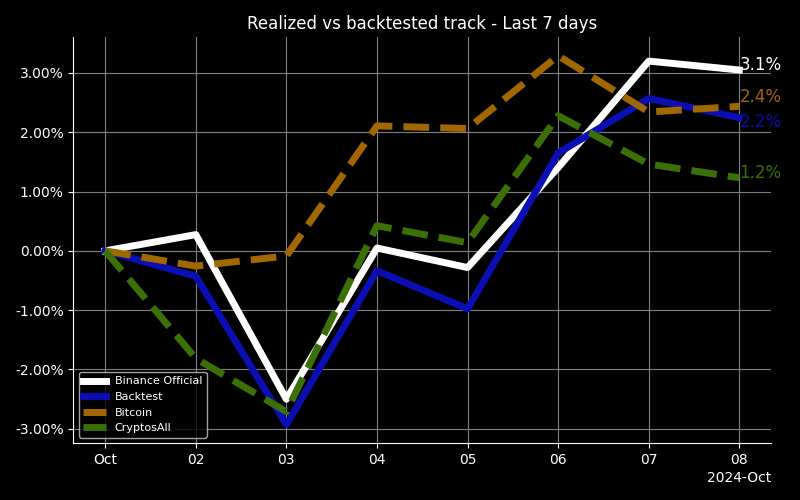 Realized vs backtested track - Last 7 days
3.00%
2.00%
1.00%
0.00%
-1.00%
-2.00%
-3.00%
3.1%
2.4%
2.2%
1.2%
Binance Official
Backtest
Bitcoin
CryptosAll
Oct 02 03 04 05 06 07 08
2024-Oct